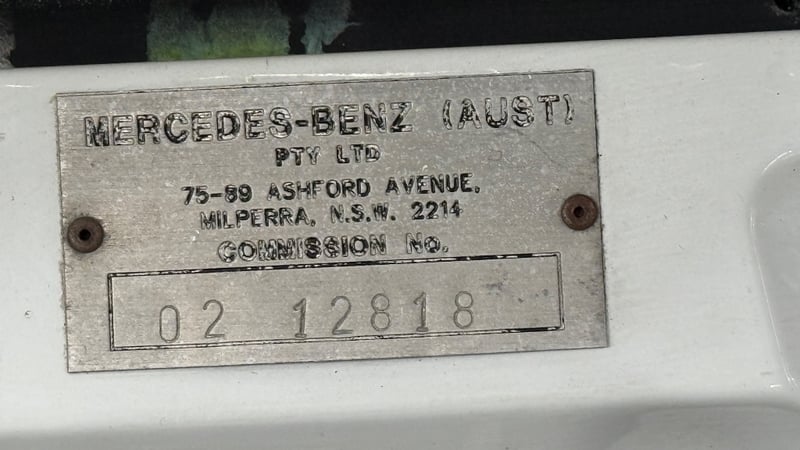 MERCEDES-BENZ (AUST)
PTY LTD
75-89 ASHFORD AVENUE,
MILPERRA, N.S.W. 2214
COMMISSION No.
02 12818